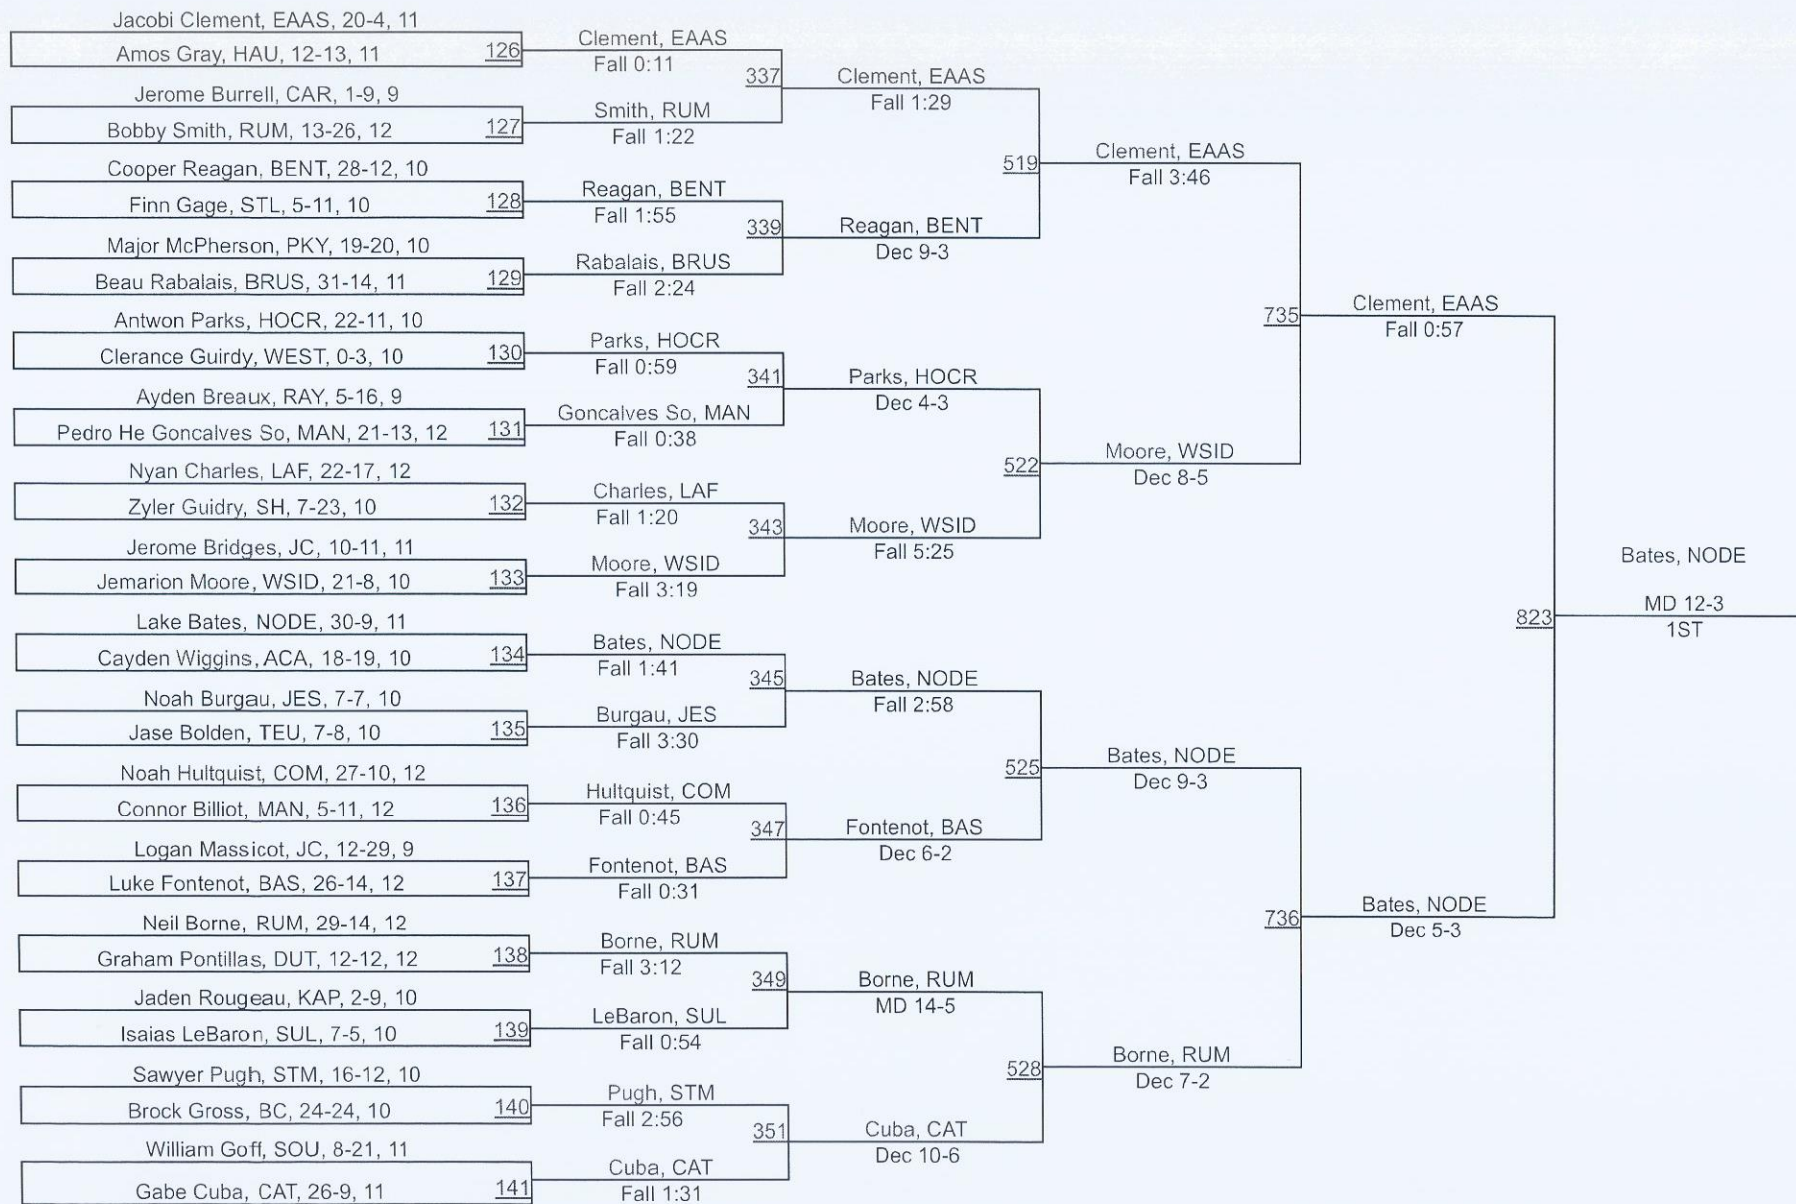 Jacobi Clement, EAAS, 20-4, 11
Amos Gray, HAU, 12-13, 11
126
Jerome Burrell, CAR, 1-9, 9
Bobby Smith, RUM, 13-26, 12
127
Cooper Reagan, BENT, 28-12, 10
Finn Gage, STL, 5-11, 10
128
Major McPherson, PKY, 19-20, 10
Beau Rabalais, BRUS, 31-14, 11
129
Antwon Parks, HOCR, 22-11, 10
Clerance Guirdy, WEST, 0-3, 10
130
Ayden Breaux, RAY, 5-16, 9
Pedro He Goncalves So, MAN, 21-13, 12
131
Nyan Charles, LAF, 22-17, 12
Zyler Guidry, SH, 7-23, 10
132
Jerome Bridges, JC, 10-11, 11
Jemarion Moore, WSID, 21-8, 10
133
Lake Bates, NODE, 30-9, 11
Cayden Wiggins, ACA, 18-19, 10
134
Noah Burgau, JES, 7-7, 10
Jase Bolden, TEU, 7-8, 10
135
Noah Hultquist, COM, 27-10, 12
Connor Billiot, MAN, 5-11, 12
136
Logan Massicot, JC, 12-29, 9
Luke Fontenot, BAS, 26-14, 12
137
Neil Borne, RUM, 29-14, 12
Graham Pontillas, DUT, 12-12, 12
138
Jaden Rougeau, KAP, 2-9, 10
Isaias LeBaron, SUL, 7-5, 10
139
Sawyer Pugh, STM, 16-12, 10
Brock Gross, BC, 24-24, 10
140
William Goff, SOU, 8-21, 11
Gabe Cuba, CAT, 26-9, 11
141
Clement, EAAS
Fall 0:11
337
Smith, RUM
Fall 1:22
Reagan, BENT
Fall 1:55
339
Rabalais, BRUS
Fall 2:24
Parks, HOCR
Fall 0:59
341
Goncalves So, MAN
Fall 0:38
Charles, LAF
Fall 1:20
343
Moore, WSID
Fall 3:19
Bates, NODE
Fall 1:41
345
Burgau, JES
Fall 3:30
Hultquist, COM
Fall 0:45
347
Fontenot, BAS
Fall 0:31
Borne, RUM
Fall 3:12
349
LeBaron, SUL
Fall 0:54
Pugh, STM
Fall 2:56
351
Cuba, CAT
Fall 1:31
Clement, EAAS
Fall 1:29
519
Reagan, BENT
Dec 9-3
Parks, HOCR
Dec 4-3
522
Moore, WSID
Fall 5:25
Bates, NODE
Fall 2:58
525
Fontenot, BAS
Dec 6-2
Borne, RUM
MD 14-5
528
Cuba, CAT
Dec 10-6
Clement, EAAS
Fall 3:46
735
Moore, WSID
Dec 8-5
Bates, NODE
Dec 9-3
736
Borne, RUM
Dec 7-2
Clement, EAAS
Fall 0:57
823
Bates, NODE
Dec 5-3
Bates, NODE
MD 12-3
1ST